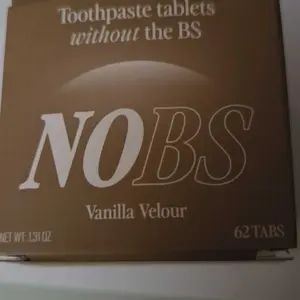 Toothpaste tablets
without the BS
NOBS
Vanilla Velour
NET WT: 1.31 OZ
62 TABS